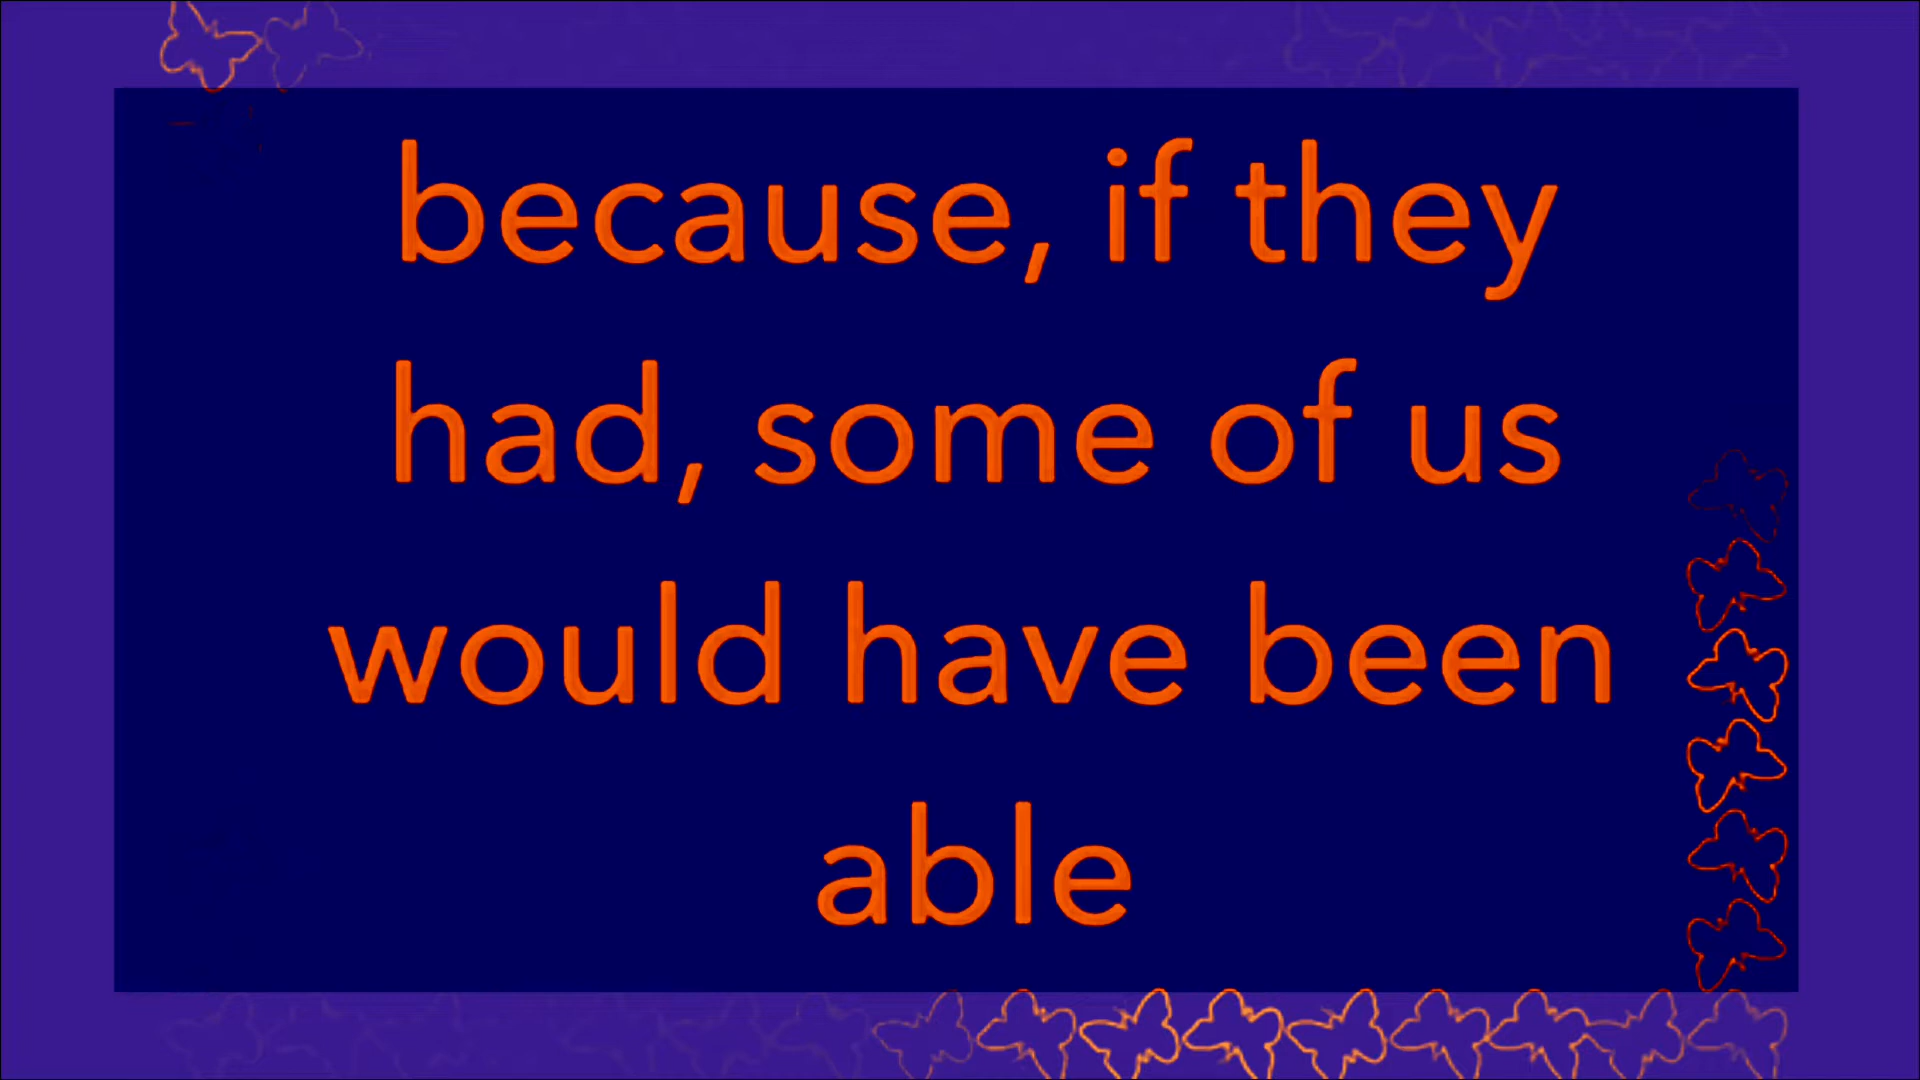 because, if they
had, some of us
would have been
able